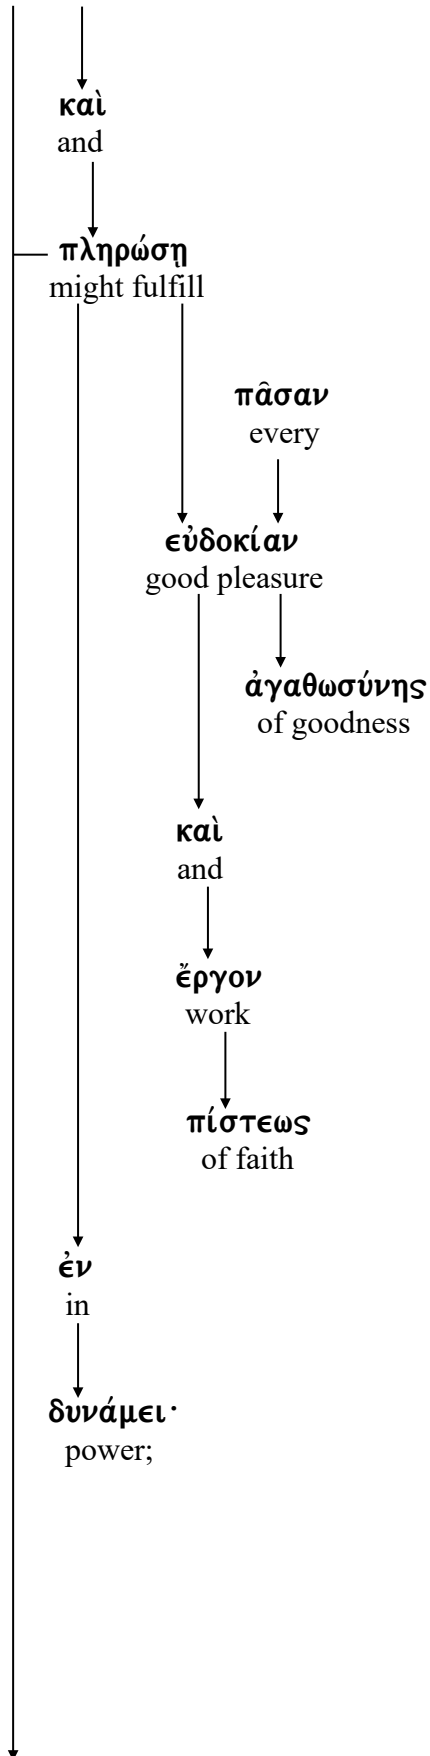 καὶ
and
πληρώσῃ
might fulfill
πᾶσαν
every
εὐδοκίαν
good pleasure
ἀγαθωσύνης
of goodness
καὶ
and
ἔργον
work
πίστεως
of faith
ἐν
in
δυνάμει·
power;